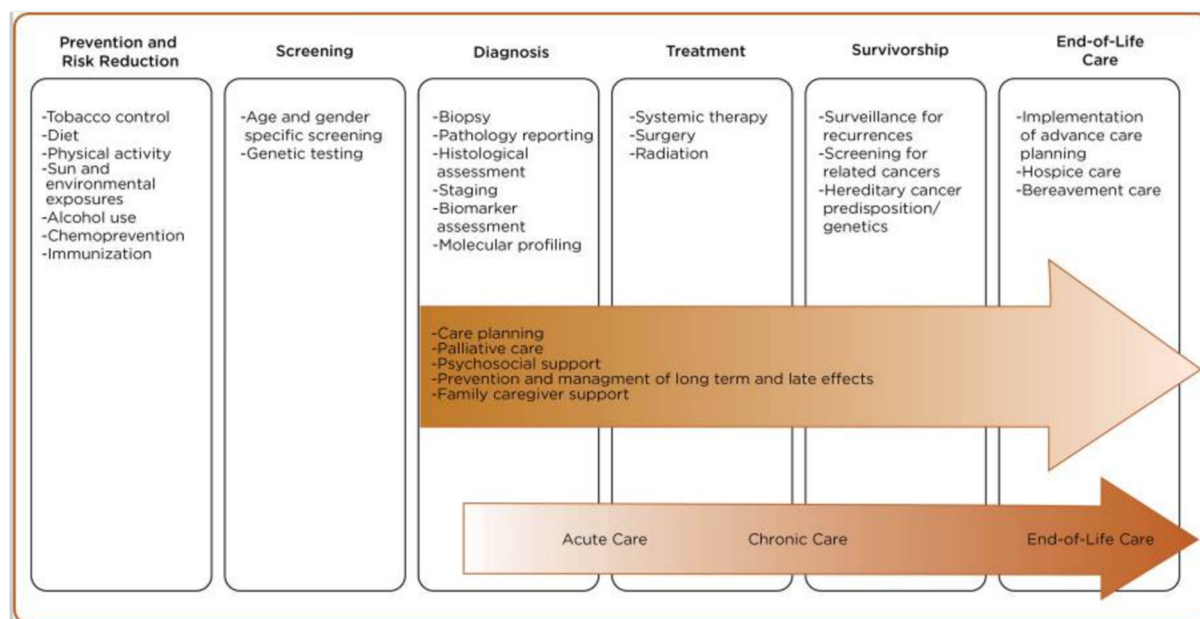 Prevention and
Risk Reduction
Screening
Diagnosis
Treatment
Survivorship
End-of-Life
Care
-Tobacco control
-Diet
-Physical activity
-Sun and
environmental
exposures
-Alcohol use
-Chemoprevention
-Immunization
-Age and gender
specific screening
-Genetic testing
-Biopsy
-Pathology reporting
-Histological
assessment
-Staging
-Biomarker
assessment
-Molecular profiling
-Systemic therapy
-Surgery
-Radiation
-Surveillance for
recurrences
-Screening for
related cancers
-Hereditary cancer
predisposition/
genetics
-Implementation
of advance care
planning
-Hospice care
-Bereavement care
-Care planning
-Palliative care
-Psychosocial support
-Prevention and managment of long term and late effects
-Family caregiver support
Acute Care
Chronic Care
End-of-Life Care